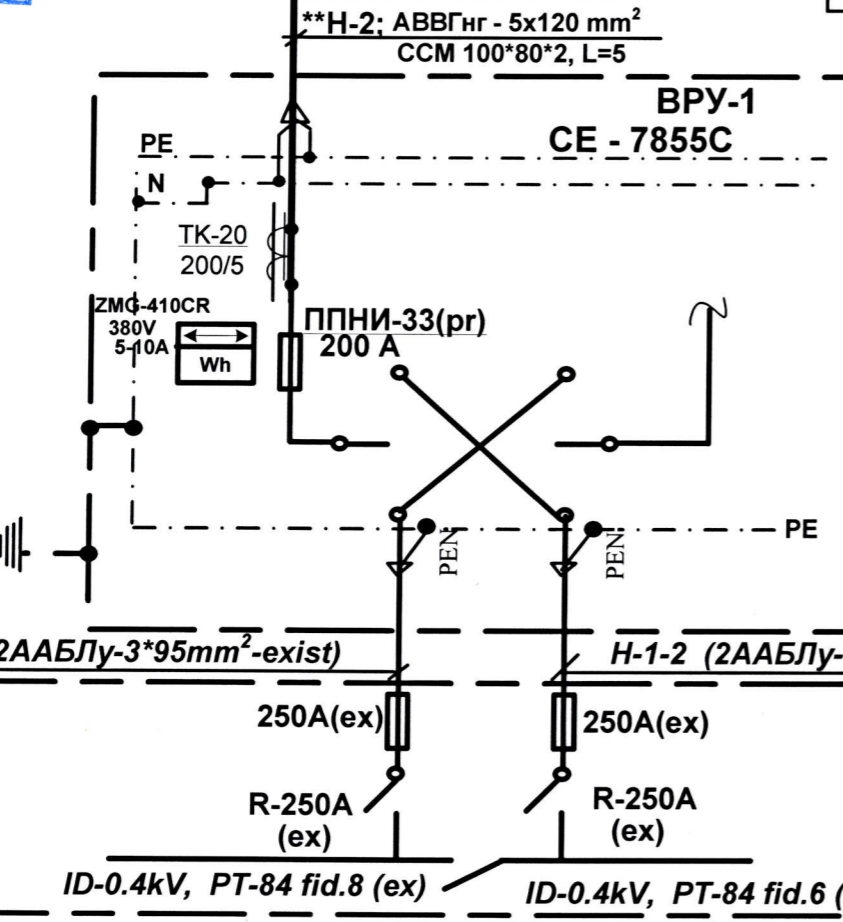 **Н-2; АВВГнг - 5х120 mm²
ССМ 100*80*2, L=5
ВРУ-1
СЕ - 7855С
PE
N
ТК-20
200/5
ZMG-410CR
380V
5-10A
Wh
ППНИ-33(pr)
200 А
PEN
PEN
PE
2ААБЛу-3*95mm²-exist)
Н-1-2 (2ААБЛу-
250A(ex)
250A(ex)
R-250A
(ex)
R-250A
(ex)
ID-0.4kV, PT-84 fid.8 (ex)
ID-0.4kV, PT-84 fid.6 (